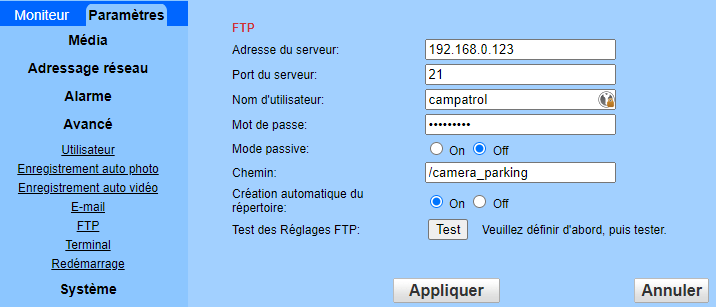 Moniteur
Paramètres
Média
Adressage réseau
Alarme
Avancé
Utilisateur
Enregistrement auto photo
Enregistrement auto vidéo
E-mail
FTP
Terminal
Redémarrage
Système
FTP
Adresse du serveur: 192.168.0.123
Port du serveur: 21
Nom d'utilisateur: campatrol
Mot de passe: •••••••••
Mode passive: On Off
Chemin: /camera_parking
Création automatique du
répertoire: On Off
Test des Réglages FTP: Test Veuillez définir d'abord, puis tester.
Appliquer Annuler